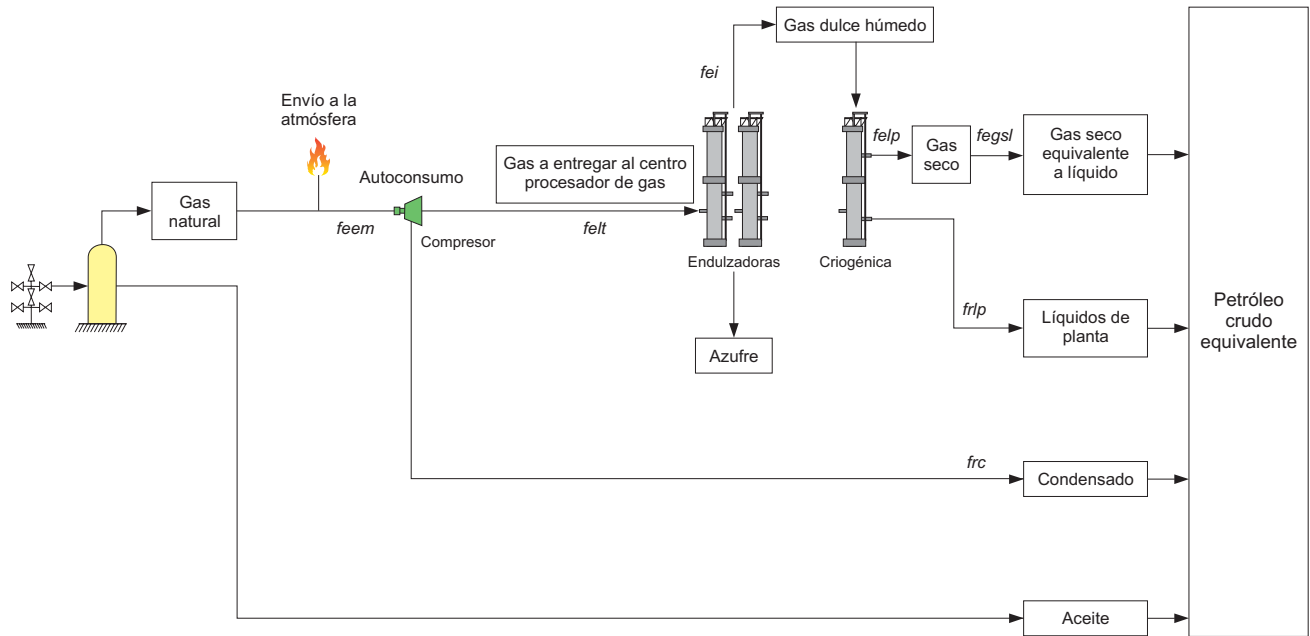 Gas dulce húmedo
fei
Envío a la
atmósfera
felp
Gas
seco
fegsl
Gas seco
equivalente
a líquido
Gas a entregar al centro
procesador de gas
Autoconsumo
Gas
natural
feem
Compresor
felt
Endulzadoras
Criogénica
frlp
Líquidos de
planta
Petróleo
crudo
equivalente
Azufre
frc
Condensado
Aceite